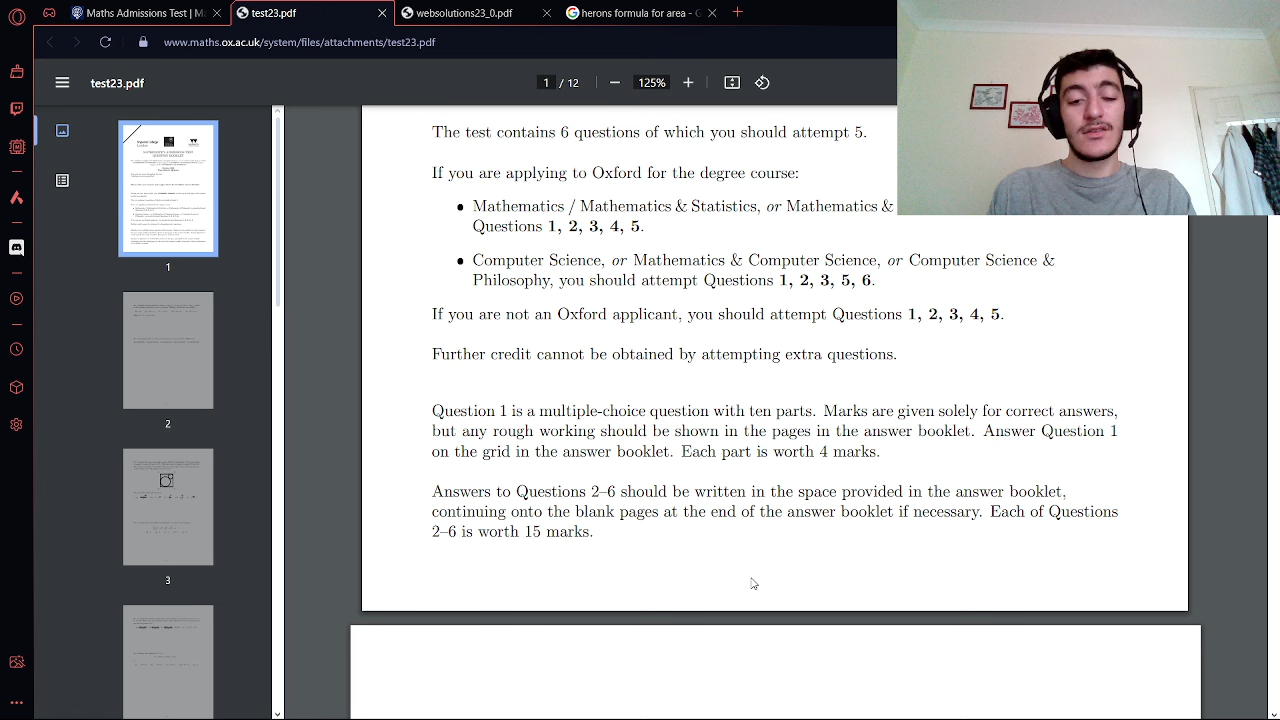 Maths Admissions Test | Ma
test23.pdf
websolutions23_0.pdf
herons formula for area - G
www.maths.ox.ac.uk/system/files/attachments/test23.pdf
test23.pdf
1 / 12
125%
The test contains 6 questions of which you should attempt 5.
If you are applying to Oxford for the degree course:
• Mathematics or Mathematics & Statistics, or Mathematics &
Questions 1, 2, 3, 4, 5.
• Computer Science, or Mathematics & Computer Science, or Computer Science &
Philosophy, you should attempt Questions 1, 2, 3, 5, 6.
If you are not an Oxford applicant, you should attempt Questions 1, 2, 3, 4, 5.
Further credit cannot be obtained by attempting extra questions.
Question 1 is a multiple-choice question with ten parts. Marks are given solely for correct answers,
but any rough working should be shown in the pages in the answer booklet. Answer Question 1
on the grid in the answer booklet. Each part is worth 4 marks.
Answers to Questions 2–6 should be written in the space provided in the answer booklet,
continuing onto the blank pages at the end of the answer booklet if necessary. Each of Questions
2–6 is worth 15 marks.
1
2
3